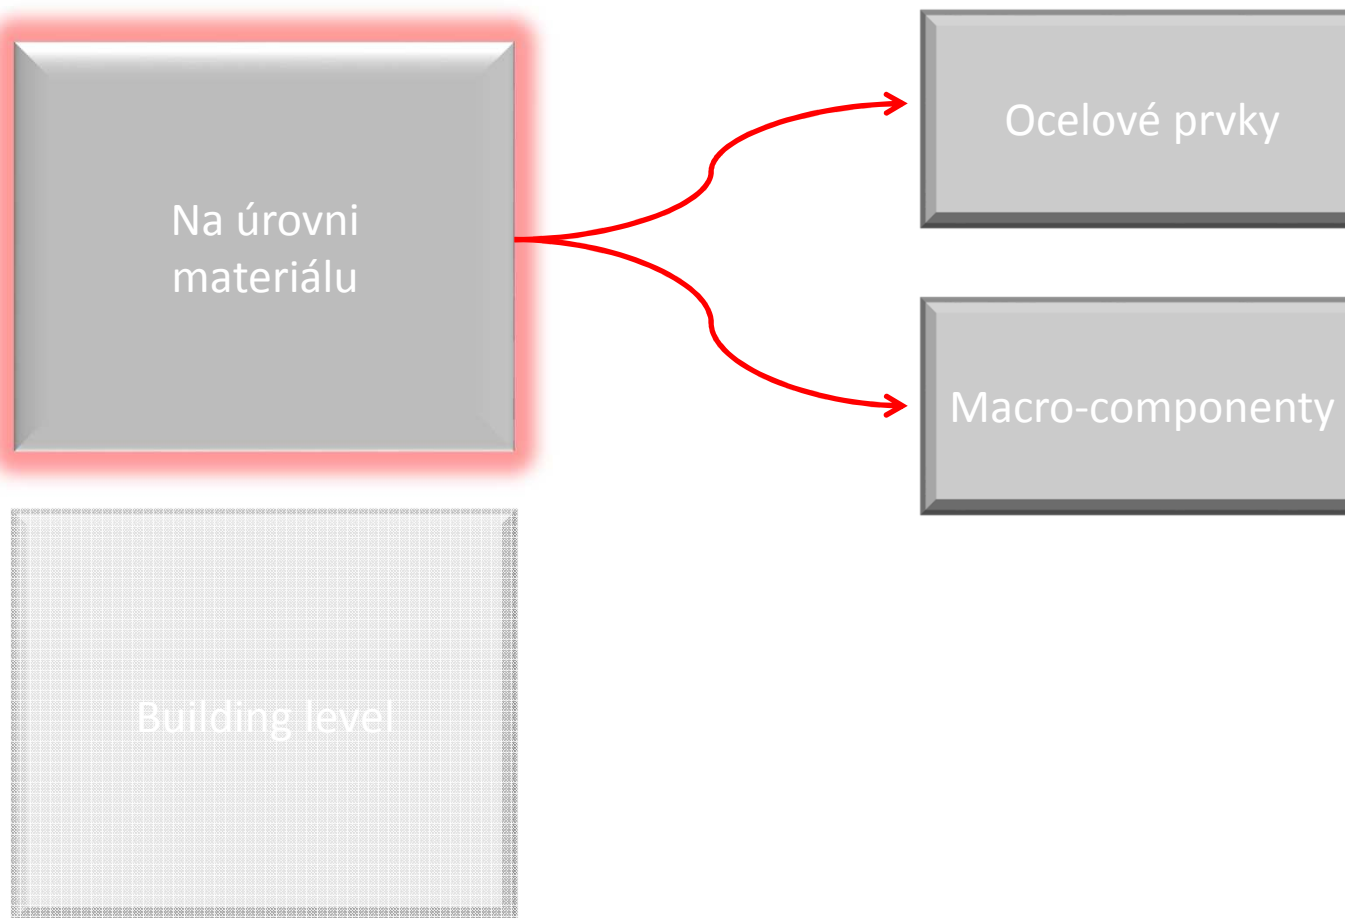 Na úrovni
materiálu
Ocelové prvky
Macro-componenty
Building level